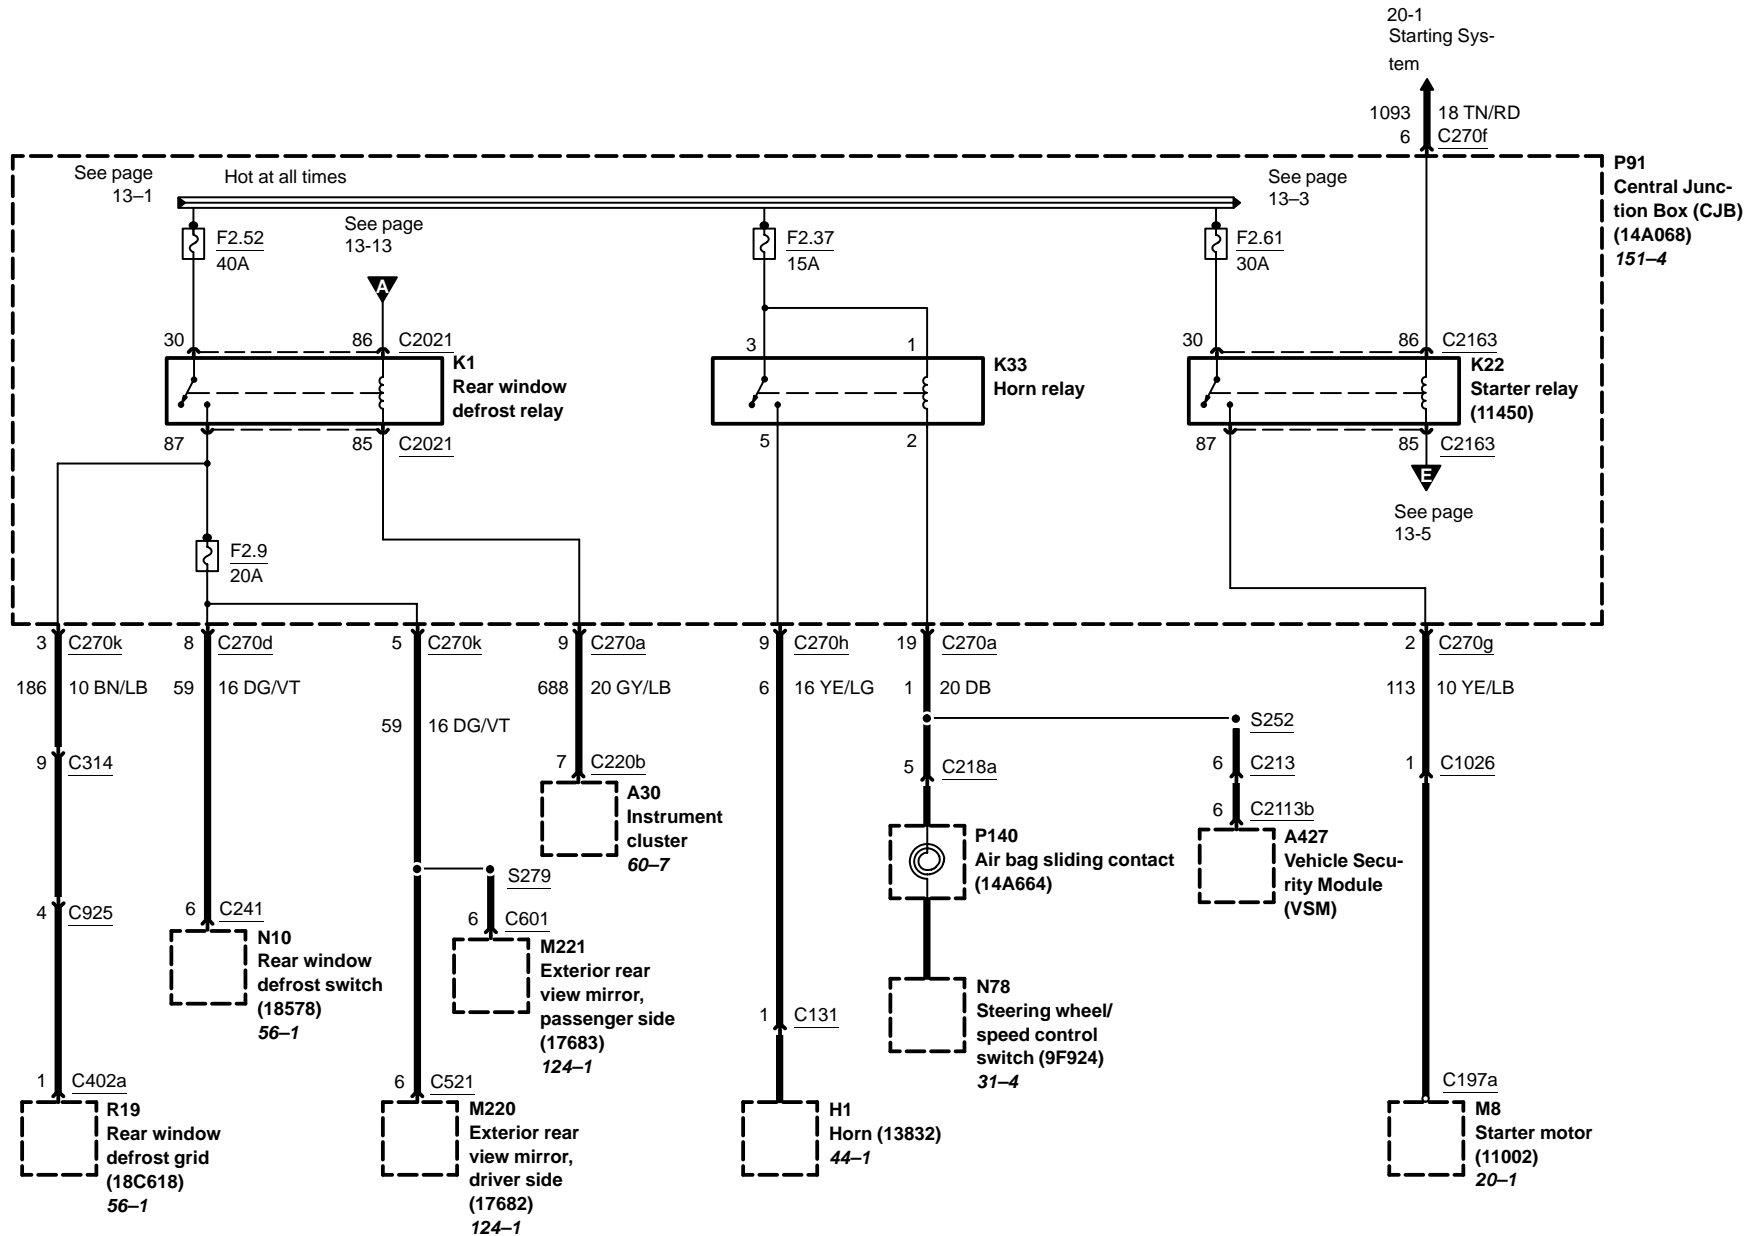 20-1
Starting Sys-
tem
1093 18 TN/RD
6 C270f
P91
Central Junc-
tion Box (CJB)
(14A068)
151–4
See page
13–1
Hot at all times
See page
13–3
See page
13-13
F2.52
40A
F2.37
15A
F2.61
30A
A
30 86 C2021
K1
Rear window
defrost relay
87 85 C2021
3 1
K33
Horn relay
5 2
30 86 C2163
K22
Starter relay
(11450)
87 85 C2163
E
See page
13-5
F2.9
20A
3 C270k
8 C270d
5 C270k
9 C270a
9 C270h
19 C270a
2 C270g
186 10 BN/LB
59 16 DG/VT
59 16 DG/VT
688 20 GY/LB
6 16 YE/LG
1 20 DB
113 10 YE/LB
S252
9 C314
7 C220b
5 C218a
6 C213
1 C1026
A30
Instrument
cluster
60–7
6 C2113b
P140
Air bag sliding contact
(14A664)
A427
Vehicle Secu-
rity Module
(VSM)
S279
4 C925
6 C241
6 C601
N10
Rear window
defrost switch
(18578)
56–1
M221
Exterior rear
view mirror,
passenger side
(17683)
124–1
1 C131
N78
Steering wheel/
speed control
switch (9F924)
31–4
1 C402a
6 C521
C197a
R19
Rear window
defrost grid
(18C618)
56–1
M220
Exterior rear
view mirror,
driver side
(17682)
124–1
H1
Horn (13832)
44–1
M8
Starter motor
(11002)
20–1